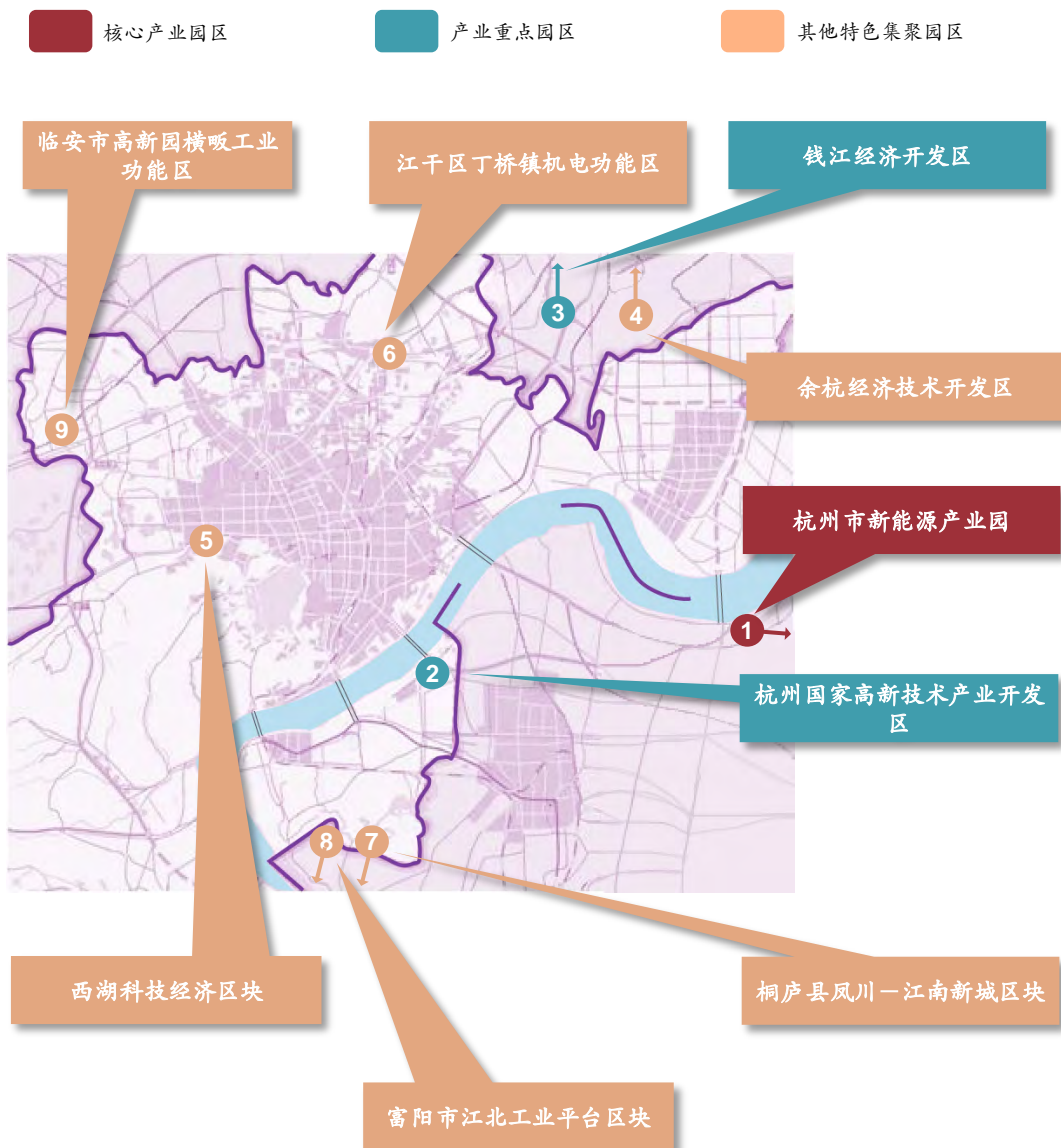 核心产业园区
产业重点园区
其他特色集聚园区
临安市高新园横畈工业
功能区
江干区丁桥镇机电功能区
钱江经济开发区
3
4
6
余杭经济技术开发区
9
杭州市新能源产业园
5
1
2
杭州国家高新技术产业开发
区
8
7
西湖科技经济区块
桐庐县凤川－江南新城区块
富阳市江北工业平台区块